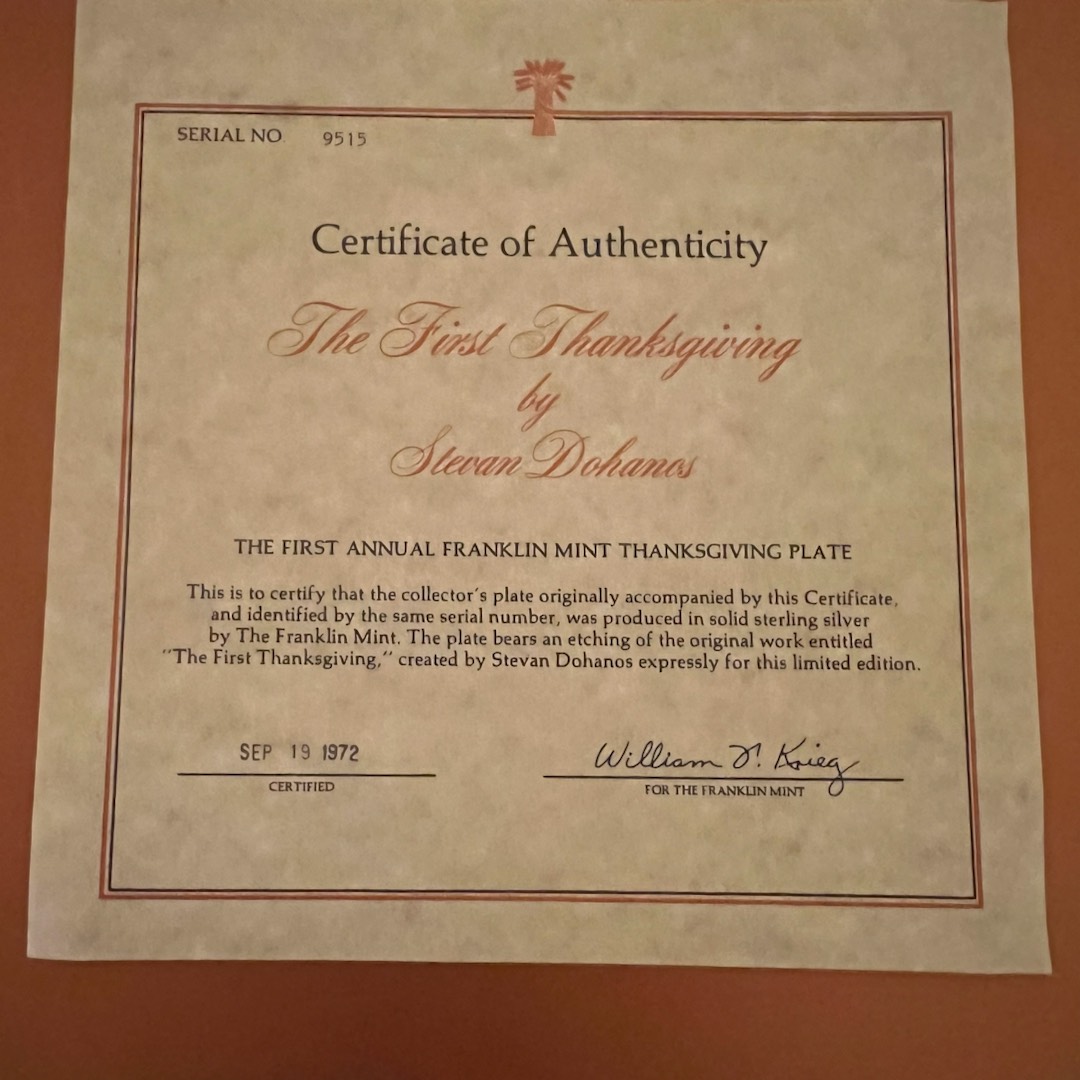 SERIAL NO. 9515
Certificate of Authenticity
The First Thanksgiving
by
Stevan Dohanos
THE FIRST ANNUAL FRANKLIN MINT THANKSGIVING PLATE
This is to certify that the collector's plate originally accompanied by this Certificate,
and identified by the same serial number, was produced in solid sterling silver
by The Franklin Mint. The plate bears an etching of the original work entitled
"The First Thanksgiving," created by Stevan Dohanos expressly for this limited edition.
SEP 19 1972
CERTIFIED
William T. Krieg
FOR THE FRANKLIN MINT